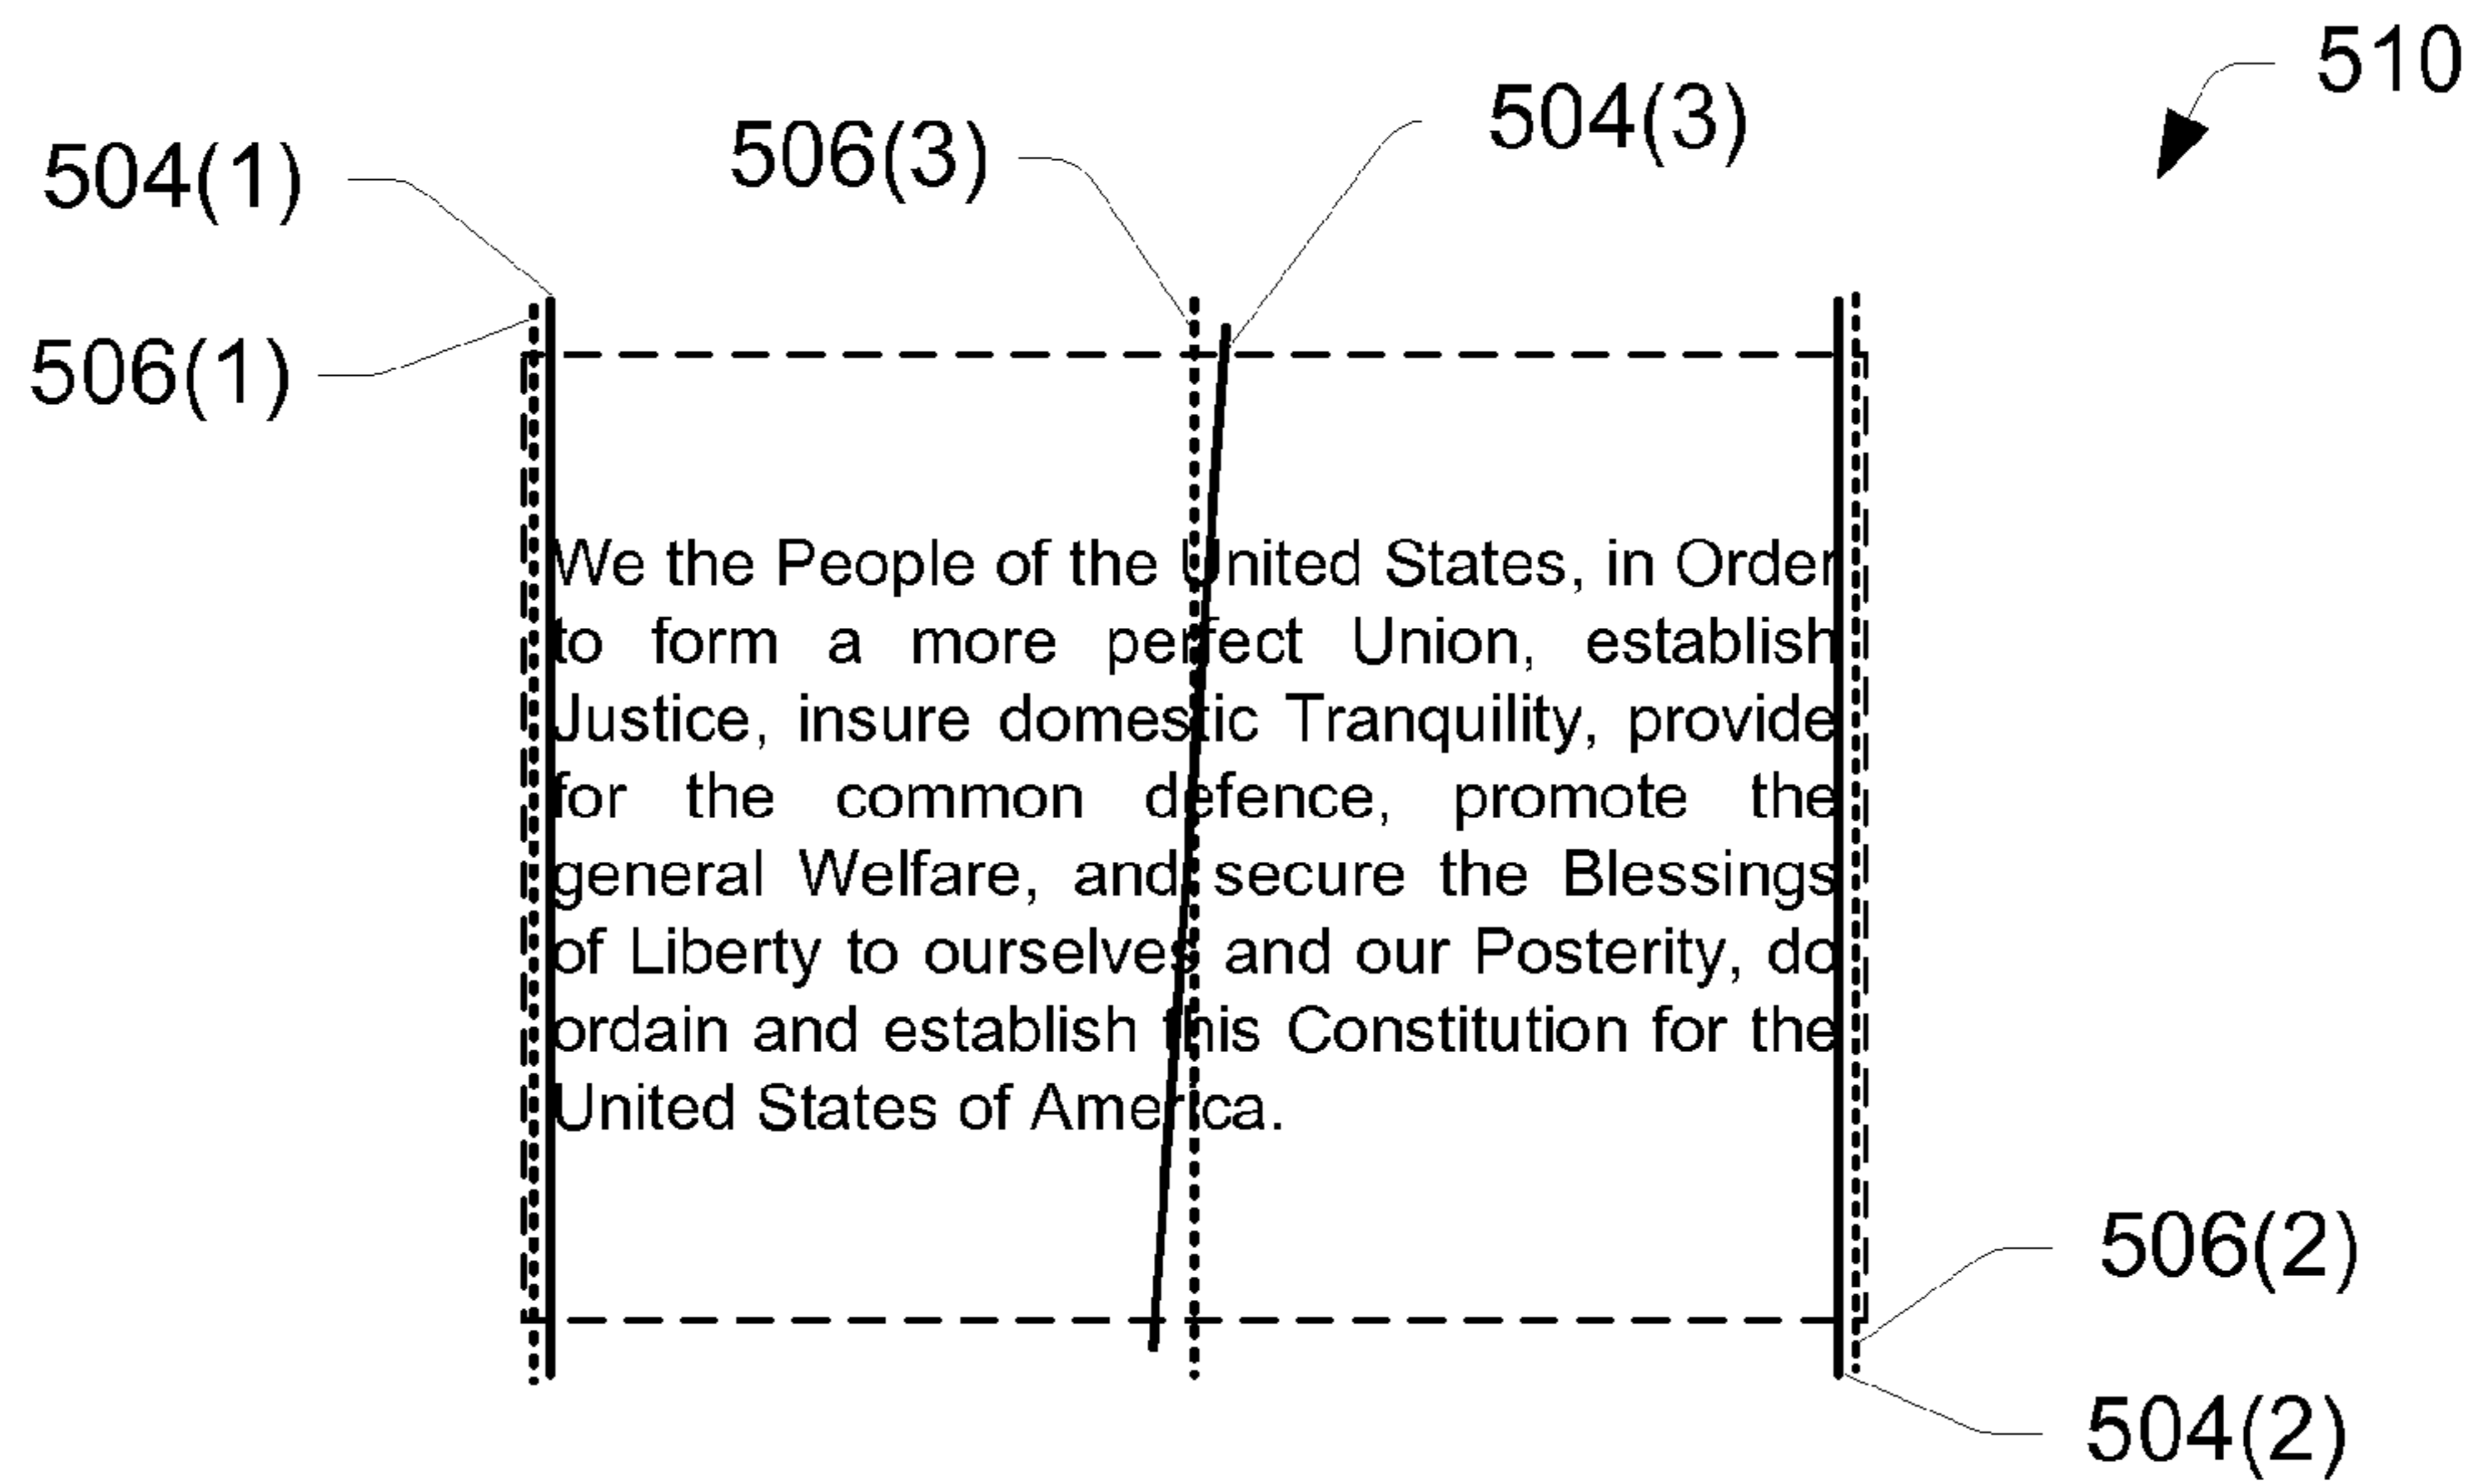 510
504(3)
506(3)
504(1)
506(1)
We the People of the United States, in Order
to form a more perfect Union, establish
Justice, insure domestic Tranquility, provide
for the common defence, promote the
general Welfare, and secure the Blessings
of Liberty to ourselves and our Posterity, do
ordain and establish this Constitution for the
United States of America.
506(2)
504(2)